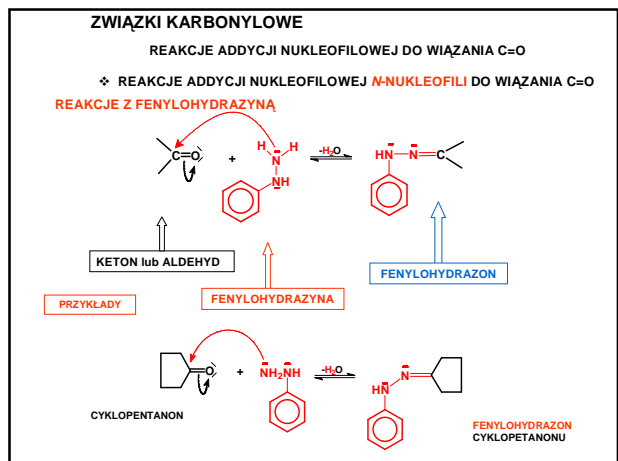 ZWIĄZKI KARBONYLOWE
REAKCJE ADDYCJI NUKLEOFILOWEJ DO WIĄZANIA C=O
❖ REAKCJE ADDYCJI NUKLEOFILOWEJ N-NUKLEOFILI DO WIĄZANIA C=O
REAKCJE Z FENYLOHYDRAZYNĄ
C=O
+
H H
N
NH
-H2O
HN N=C
KETON lub ALDEHYD
FENYLOHYDRAZYNA
FENYLOHYDRAZON
PRZYKŁADY
=O
+
NH2NH
-H2O
HN N
CYKLOPENTANON
FENYLOHYDRAZON
CYKLOPETANONU